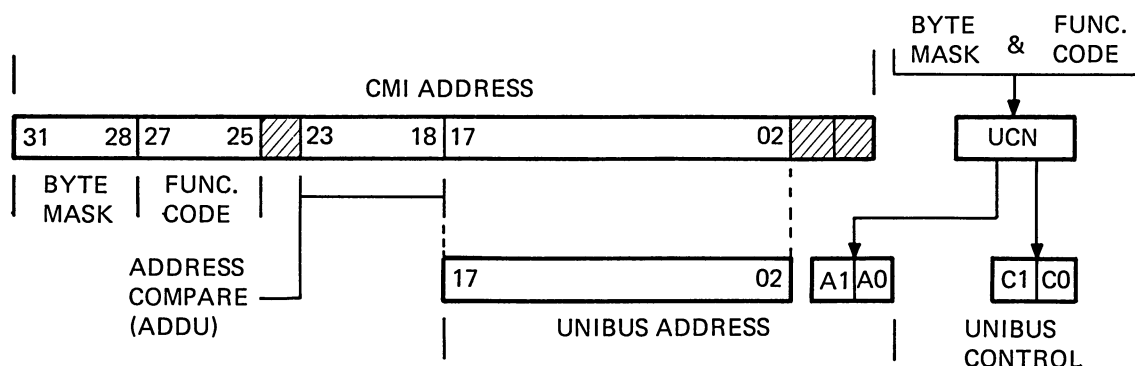 BYTE MASK & FUNC. CODE
CMI ADDRESS
31 28 27 25 23 18 17 02
UCN
BYTE MASK
FUNC. CODE
ADDRESS
COMPARE
(ADDU)
17 02
A1 A0
C1 C0
UNIBUS ADDRESS
UNIBUS
CONTROL